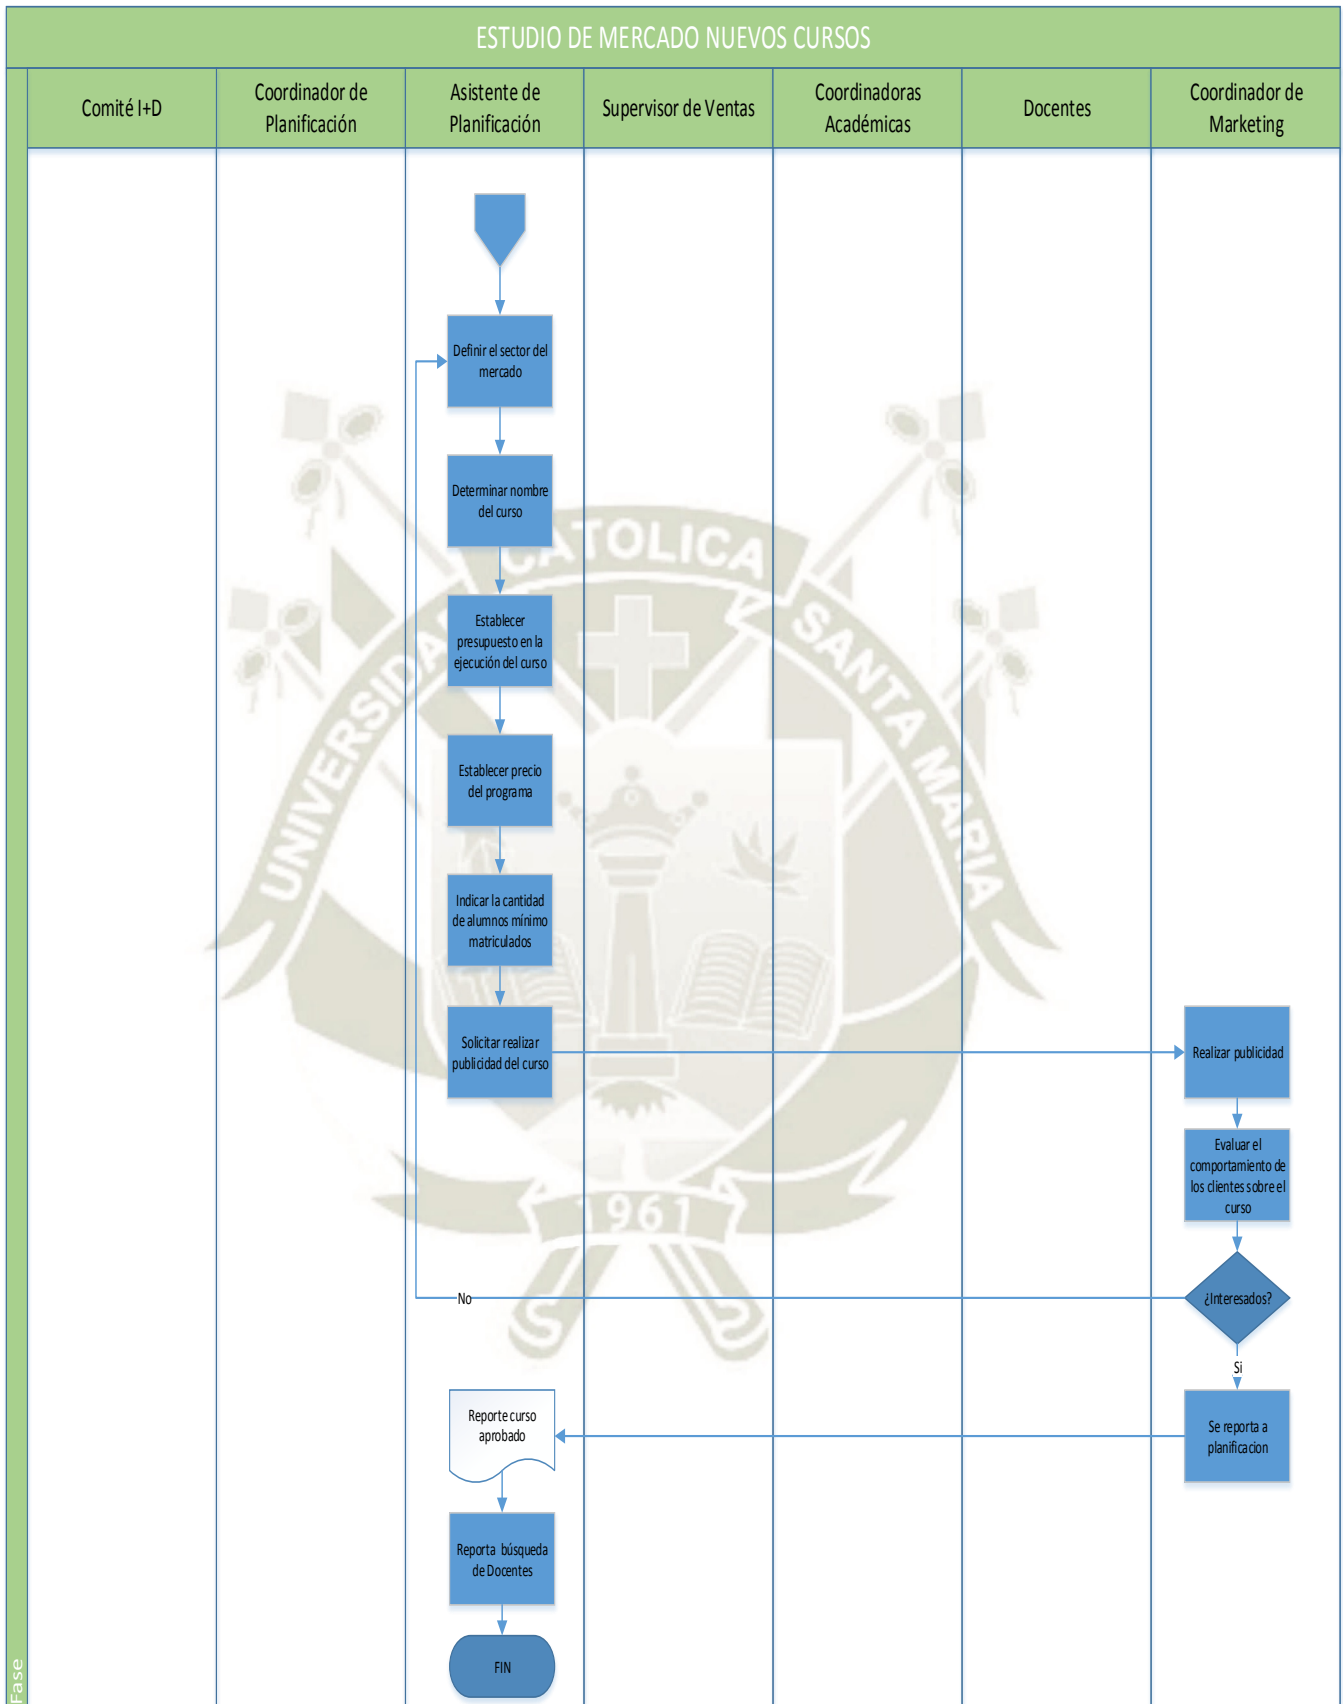 ESTUDIO DE MERCADO NUEVOS CURSOS
Comité I+D
Coordinador de
Planificación
Asistente de
Planificación
Supervisor de Ventas
Coordinadoras
Académicas
Docentes
Coordinador de
Marketing
Definir el sector del
mercado
Determinar nombre
del curso
Establecer
presupuesto en la
ejecución del curso
Establecer precio
del programa
Indicar la cantidad
de alumnos mínimo
matriculados
Solicitar realizar
publicidad del curso
Realizar publicidad
Evaluar el
comportamiento de
los clientes sobre el
curso
¿Interesados?
No
Si
Se reporta a
planificacion
Reporte curso
aprobado
Reporta búsqueda
de Docentes
FIN
Fase
UNIVERSIDAD CATOLICA SANTA MARIA
1961